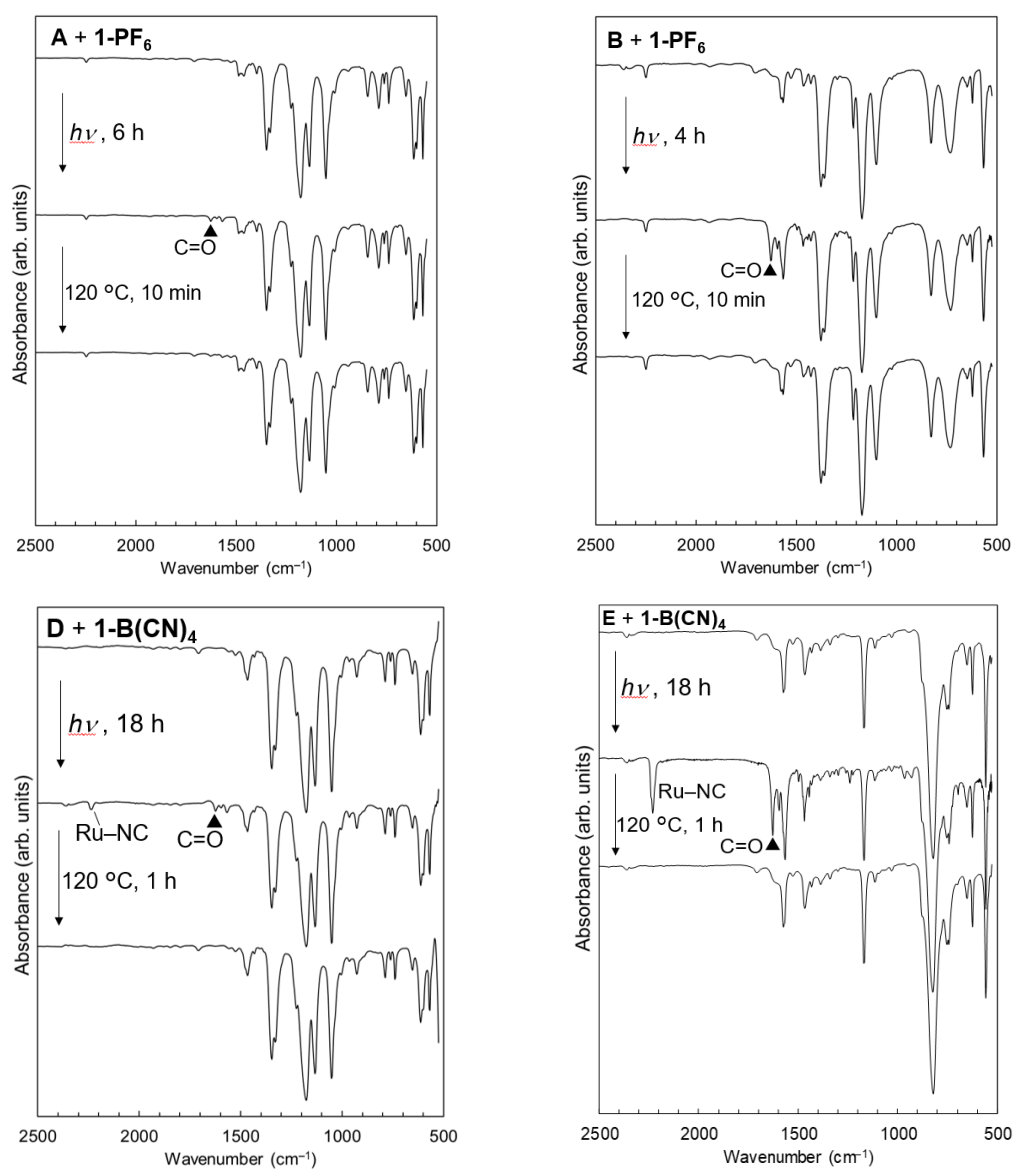 A + 1-PF₆
hν , 6 h
C=O
120 °C, 10 min
Absorbance (arb. units)
2500 2000 1500 1000 500
Wavenumber (cm⁻¹)
B + 1-PF₆
hν , 4 h
C=O
120 °C, 10 min
Absorbance (arb. units)
2500 2000 1500 1000 500
Wavenumber (cm⁻¹)
D + 1-B(CN)₄
hν , 18 h
Ru–NC
C=O
120 °C, 1 h
Absorbance (arb. units)
2500 2000 1500 1000 500
Wavenumber (cm⁻¹)
E + 1-B(CN)₄
hν , 18 h
Ru–NC
120 °C, 1 h
C=O
Absorbance (arb. units)
2500 2000 1500 1000 500
Wavenumber (cm⁻¹)